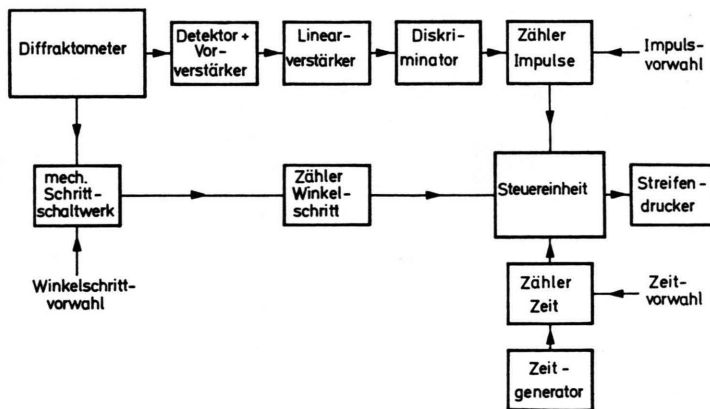 Diffraktometer
Detektor +
Vor-
verstärker
Linear-
verstärker
Diskri-
minator
Zähler
Impulse
Impuls-
vorwahl
mech.
Schritt-
schaltwerk
Zähler
Winkel-
schritt
Steuereinheit
Streifen-
drucker
Winkelschritt-
vorwahl
Zähler
Zeit
Zeit-
vorwahl
Zeit-
generator